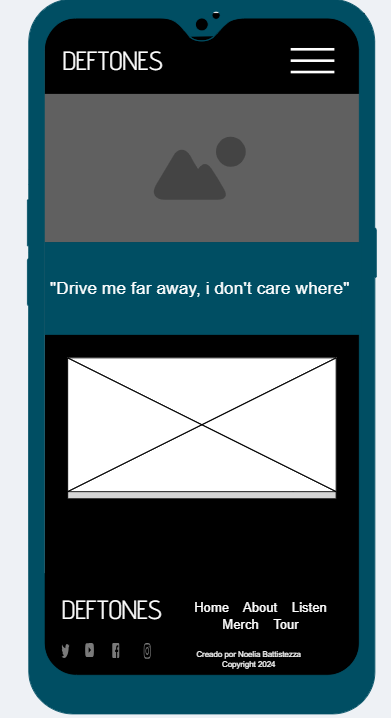 DEFTONES
"Drive me far away, i don't care where"
DEFTONES
Home About Listen
Merch Tour
Creado por Noelia Battistezza
Copyright 2024